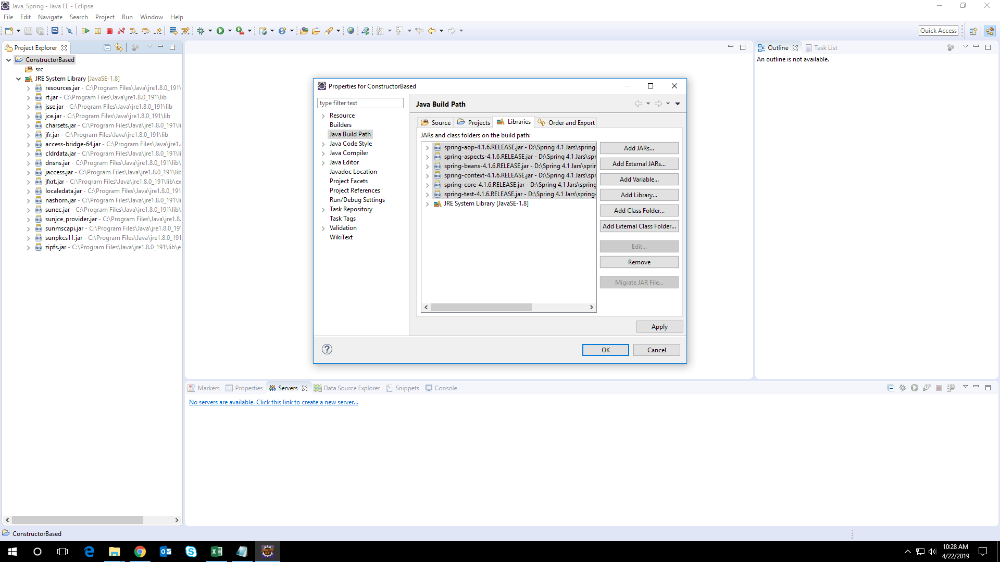 Java_Spring - Java EE - Eclipse
File Edit Navigate Search Project Run Window Help
Quick Access
Project Explorer
ConstructorBased
src
JRE System Library [JavaSE-1.8]
resources.jar - C:\Program Files\Java\jre1.8.0_191\
rt.jar - C:\Program Files\Java\jre1.8.0_191\lib
jsse.jar - C:\Program Files\Java\jre1.8.0_191\lib
jce.jar - C:\Program Files\Java\jre1.8.0_191\lib
charsets.jar - C:\Program Files\Java\jre1.8.0_191\li
jfr.jar - C:\Program Files\Java\jre1.8.0_191\lib
access-bridge-64.jar - C:\Program Files\Java\jre1.8
cldrdata.jar - C:\Program Files\Java\jre1.8.0_191\lib
dnsns.jar - C:\Program Files\Java\jre1.8.0_191\lib\
jaccess.jar - C:\Program Files\Java\jre1.8.0_191\lib
jfxrt.jar - C:\Program Files\Java\jre1.8.0_191\lib\ex
localedata.jar - C:\Program Files\Java\jre1.8.0_191
nashorn.jar - C:\Program Files\Java\jre1.8.0_191\lib
sunec.jar - C:\Program Files\Java\jre1.8.0_191\lib\
sunjce_provider.jar - C:\Program Files\Java\jre1.8.0
sunmscapi.jar - C:\Program Files\Java\jre1.8.0_19
sunpkcs11.jar - C:\Program Files\Java\jre1.8.0_191
zipfs.jar - C:\Program Files\Java\jre1.8.0_191\lib\e
Properties for ConstructorBased
type filter text
Resource
Builders
Java Build Path
Java Code Style
Java Compiler
Java Editor
Javadoc Location
Project Facets
Project References
Run/Debug Settings
Task Repository
Task Tags
Validation
WikiText
Java Build Path
Source Projects Libraries Order and Export
JARs and class folders on the build path:
spring-aop-4.1.6.RELEASE.jar - D:\Spring 4.1 Jars\spring
spring-aspects-4.1.6.RELEASE.jar - D:\Spring 4.1 Jars\spr
spring-beans-4.1.6.RELEASE.jar - D:\Spring 4.1 Jars\sprin
spring-context-4.1.6.RELEASE.jar - D:\Spring 4.1 Jars\spr
spring-core-4.1.6.RELEASE.jar - D:\Spring 4.1 Jars\spring
spring-test-4.1.6.RELEASE.jar - D:\Spring 4.1 Jars\spring-
JRE System Library [JavaSE-1.8]
Add JARs...
Add External JARs...
Add Variable...
Add Library...
Add Class Folder...
Add External Class Folder...
Edit...
Remove
Migrate JAR File...
Apply
OK Cancel
Outline Task List
An outline is not available.
Markers Properties Servers Data Source Explorer Snippets Console
No servers are available. Click this link to create a new server...
ConstructorBased
10:28 AM
4/22/2019